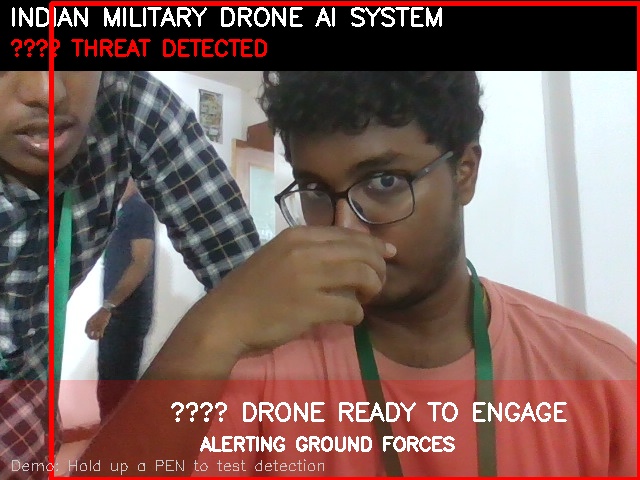 INDIAN MILITARY DRONE AI SYSTEM
???? THREAT DETECTED
???? DRONE READY TO ENGAGE
ALERTING GROUND FORCES
Demo: Hold up a PEN to test detection